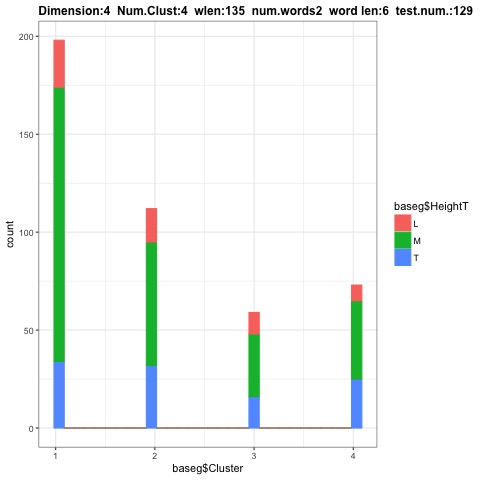 Dimension:4  Num.Clust:4  wlen:135  num.words2  word len:6  test.num.:129
200
150
100
50
0
count
1 2 3 4
baseg$Cluster
baseg$HeightT
L
M
T